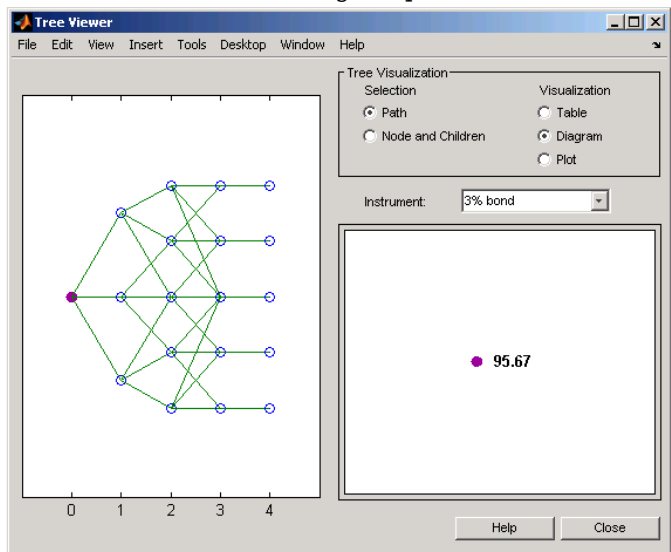 Tree Viewer
File Edit View Insert Tools Desktop Window Help
Tree Visualization
Selection
Visualization
Path
Table
Node and Children
Diagram
Plot
Instrument:
3% bond
95.67
0 1 2 3 4
Help
Close